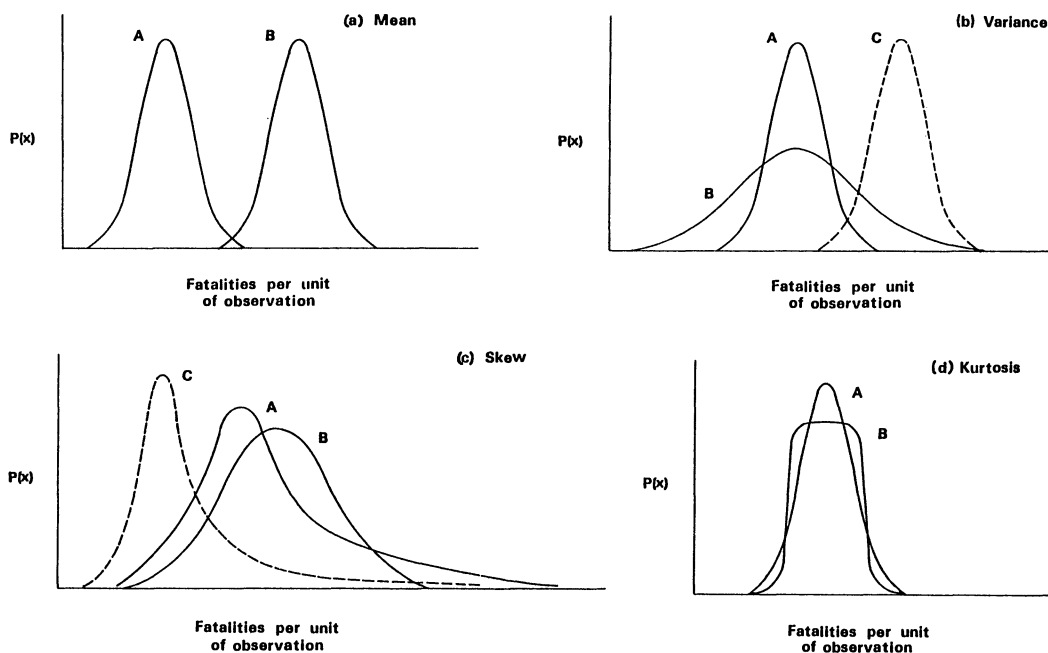 (a) Mean
A
B
P(x)
Fatalities per unit
of observation
(b) Variance
A
C
B
P(x)
Fatalities per unit
of observation
(c) Skew
C
A
B
P(x)
Fatalities per unit
of observation
(d) Kurtosis
A
B
P(x)
Fatalities per unit
of observation